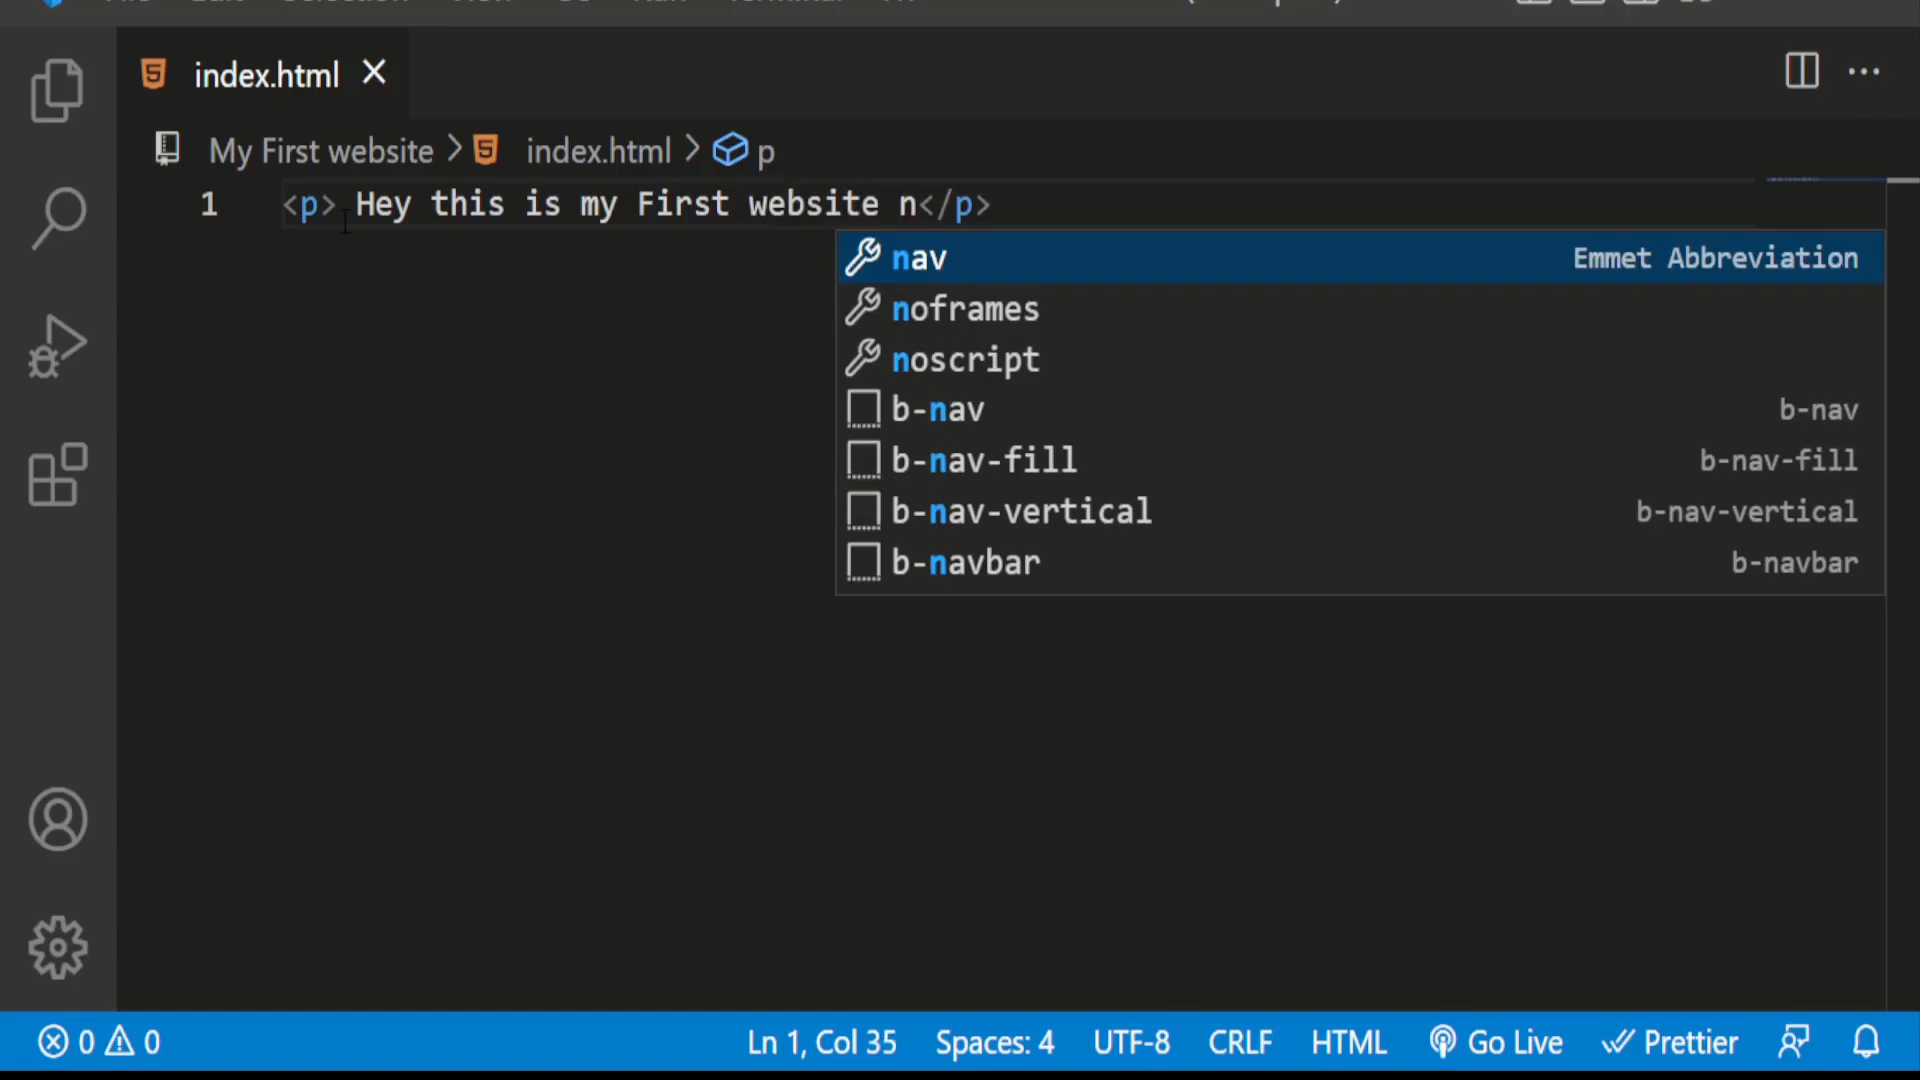 index.html
My First website > index.html > p
1 <p> Hey this is my First website n</p>
nav Emmet Abbreviation
noframes
noscript
b-nav b-nav
b-nav-fill b-nav-fill
b-nav-vertical b-nav-vertical
b-navbar b-navbar
0 0 Ln 1, Col 35 Spaces: 4 UTF-8 CRLF HTML Go Live Prettier